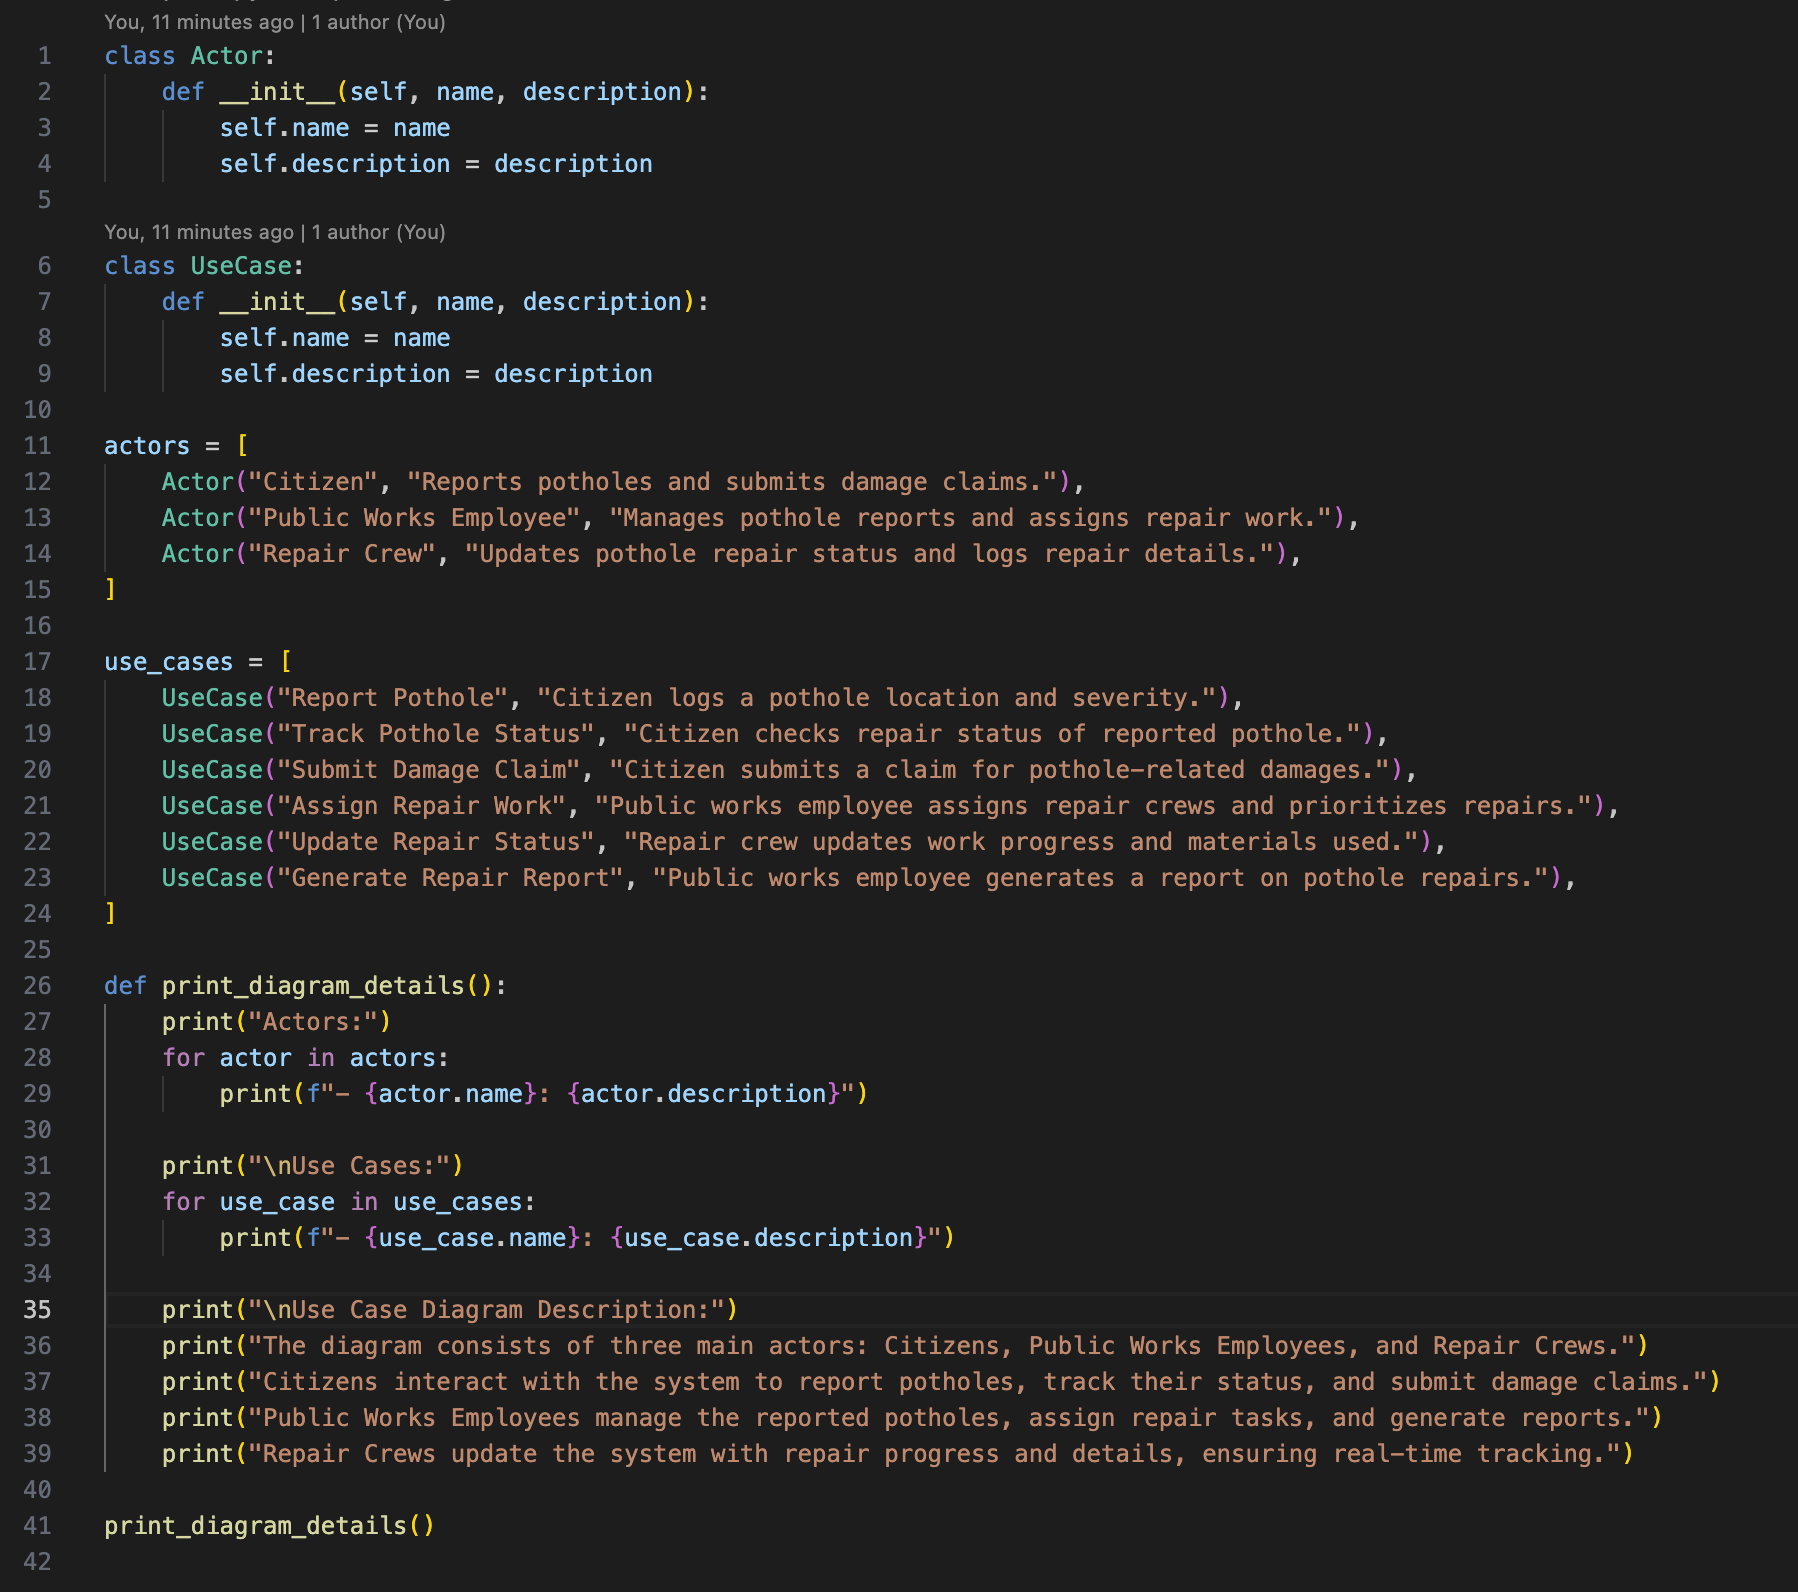 You, 11 minutes ago | 1 author (You)
1 class Actor:
2     def __init__(self, name, description):
3         self.name = name
4         self.description = description
5
You, 11 minutes ago | 1 author (You)
6 class UseCase:
7     def __init__(self, name, description):
8         self.name = name
9         self.description = description
10
11 actors = [
12     Actor("Citizen", "Reports potholes and submits damage claims."),
13     Actor("Public Works Employee", "Manages pothole reports and assigns repair work."),
14     Actor("Repair Crew", "Updates pothole repair status and logs repair details."),
15 ]
16
17 use_cases = [
18     UseCase("Report Pothole", "Citizen logs a pothole location and severity."),
19     UseCase("Track Pothole Status", "Citizen checks repair status of reported pothole."),
20     UseCase("Submit Damage Claim", "Citizen submits a claim for pothole-related damages."),
21     UseCase("Assign Repair Work", "Public works employee assigns repair crews and prioritizes repairs."),
22     UseCase("Update Repair Status", "Repair crew updates work progress and materials used."),
23     UseCase("Generate Repair Report", "Public works employee generates a report on pothole repairs."),
24 ]
25
26 def print_diagram_details():
27     print("Actors:")
28     for actor in actors:
29         print(f"- {actor.name}: {actor.description}")
30
31     print("\nUse Cases:")
32     for use_case in use_cases:
33         print(f"- {use_case.name}: {use_case.description}")
34
35     print("\nUse Case Diagram Description:")
36     print("The diagram consists of three main actors: Citizens, Public Works Employees, and Repair Crews.")
37     print("Citizens interact with the system to report potholes, track their status, and submit damage claims.")
38     print("Public Works Employees manage the reported potholes, assign repair tasks, and generate reports.")
39     print("Repair Crews update the system with repair progress and details, ensuring real-time tracking.")
40
41 print_diagram_details()
42